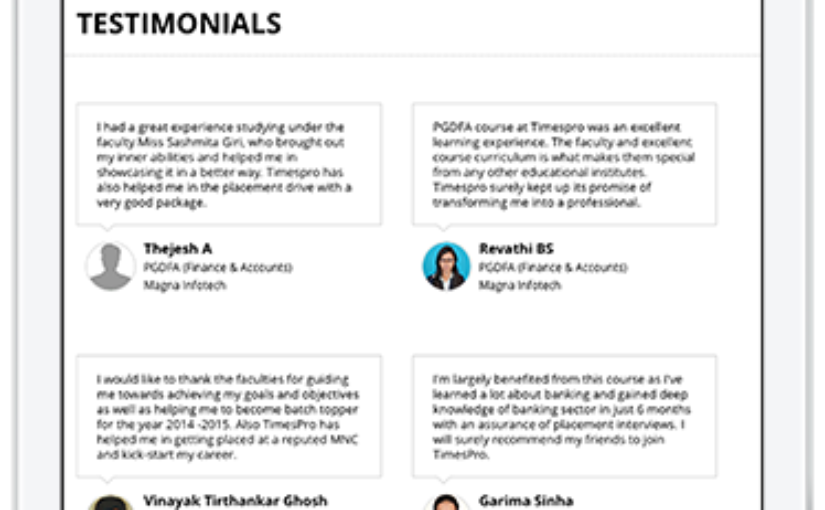 TESTIMONIALS
I had a great experience studying under the
faculty Miss Sashmita Giri, who brought out
my inner abilities and helped me in
showcasing it in a better way. Timespro has
also helped me in the placement drive with a
very good package.
Thejesh A
PGDFA (Finance & Accounts)
Magna Infotech
PGDFA course at Timespro was an excellent
learning experience. The faculty and excellent
course curriculum is what makes them special
from any other educational institutes.
Timespro surely kept up its promise of
transforming me into a professional.
Revathi BS
PGDFA (Finance & Accounts)
Magna Infotech
I would like to thank the faculties for guiding
me towards achieving my goals and objectives
as well as helping me to become batch topper
for the year 2014 -2015. Also TimesPro has
helped me in getting placed at a reputed MNC
and kick-start my career.
Vinayak Tirthankar Ghosh
I'm largely benefited from this course as I've
learned a lot about banking and gained deep
knowledge of banking sector in just 6 months
with an assurance of placement interviews. I
will surely recommend my friends to join
TimesPro.
Garima Sinha